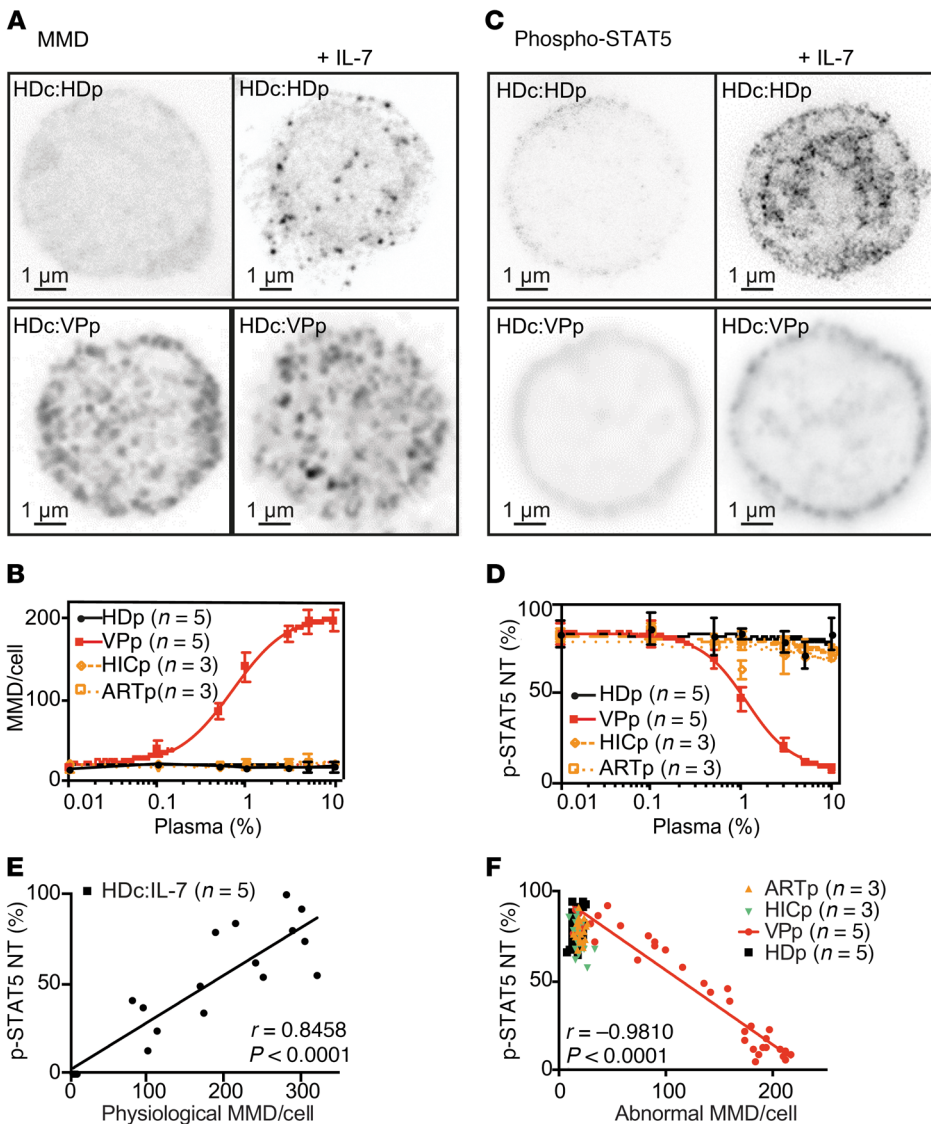 A
MMD
+ IL-7
HDc:HDp
1 µm
HDc:HDp
1 µm
HDc:VPp
1 µm
HDc:VPp
1 µm
C
Phospho-STAT5
+ IL-7
HDc:HDp
1 µm
HDc:HDp
1 µm
HDc:VPp
1 µm
HDc:VPp
1 µm
B
MMD/cell
200
100
0
HDp (n = 5)
VPp (n = 5)
HICp (n = 3)
ARTp(n = 3)
0.01 0.1 1 10
Plasma (%)
D
p-STAT5 NT (%)
100
50
0
HDp (n = 5)
VPp (n = 5)
HICp (n = 3)
ARTp (n = 3)
0.01 0.1 1 10
Plasma (%)
E
p-STAT5 NT (%)
100
50
0
HDc:IL-7 (n = 5)
r = 0.8458
P < 0.0001
0 100 200 300
Physiological MMD/cell
F
p-STAT5 NT (%)
100
50
0
ARTp (n = 3)
HICp (n = 3)
VPp (n = 5)
HDp (n = 5)
r = –0.9810
P < 0.0001
0 100 200
Abnormal MMD/cell